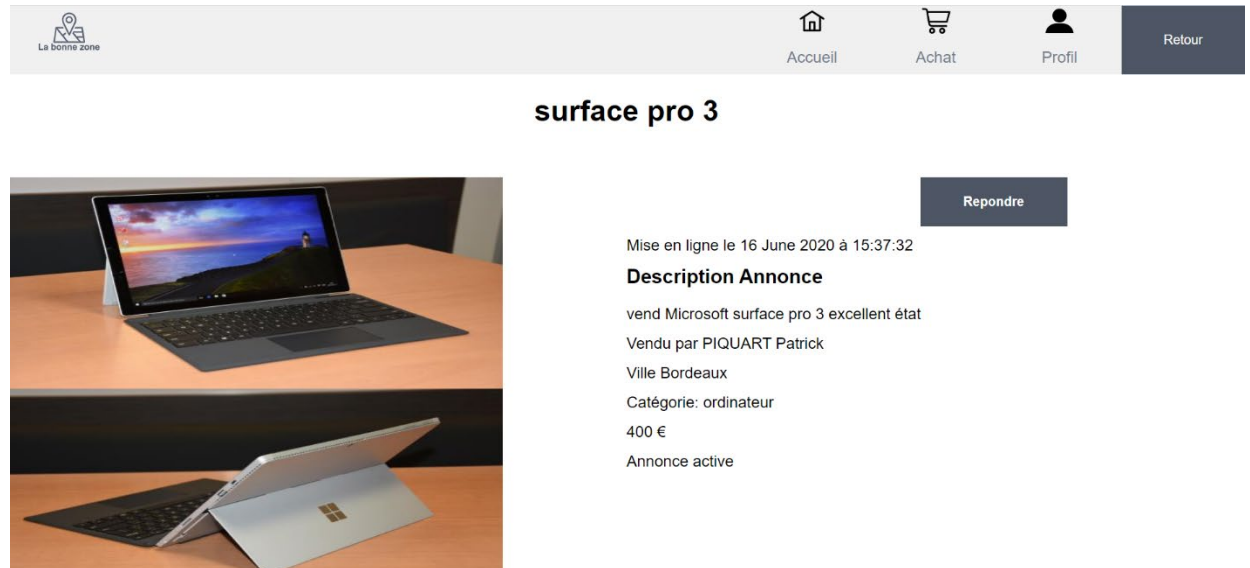 La bonne zone
Accueil
Achat
Profil
Retour
surface pro 3
Repondre
Mise en ligne le 16 June 2020 à 15:37:32
Description Annonce
vend Microsoft surface pro 3 excellent état
Vendu par PIQUART Patrick
Ville Bordeaux
Catégorie: ordinateur
400 €
Annonce active